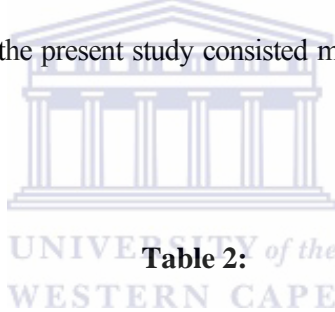 the present study consisted m
UNIVERSITY of the
Table 2:
WESTERN CAPE